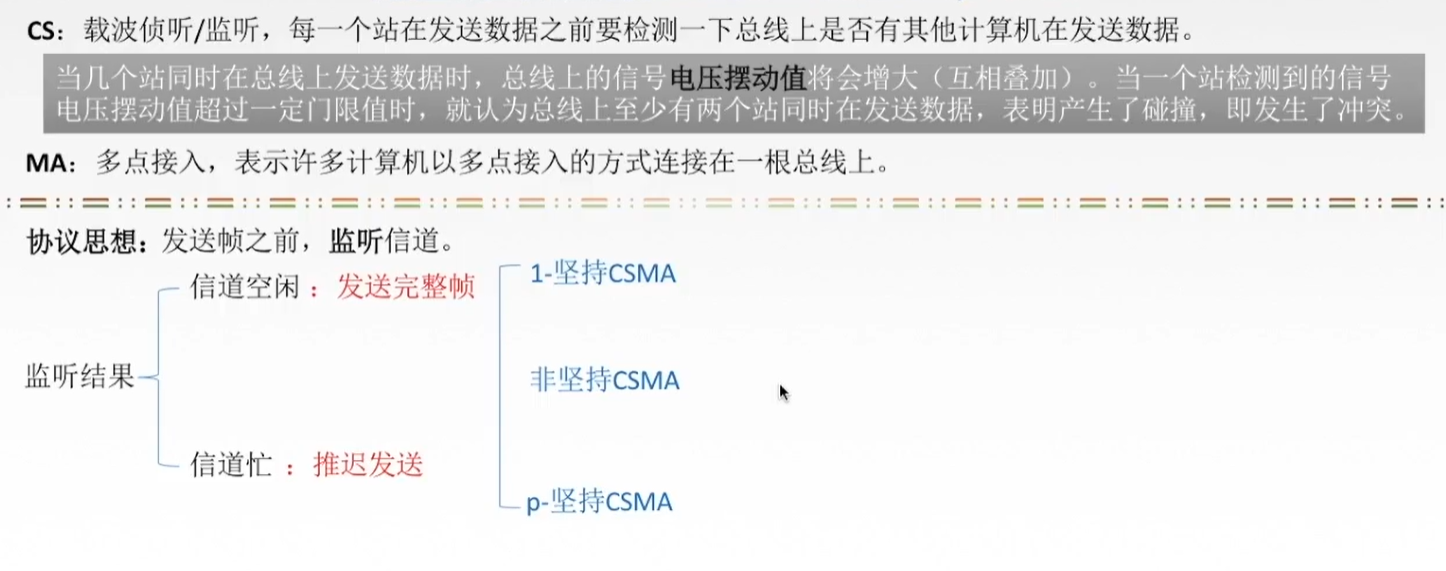 CS：载波侦听/监听，每一个站在发送数据之前要检测一下总线上是否有其他计算机在发送数据。
当几个站同时在总线上发送数据时，总线上的信号电压摆动值将会增大（互相叠加）。当一个站检测到的信号
电压摆动值超过一定门限值时，就认为总线上至少有两个站同时在发送数据，表明产生了碰撞，即发生了冲突。
MA：多点接入，表示许多计算机以多点接入的方式连接在一根总线上。
协议思想：发送帧之前，监听信道。
信道空闲：发送完整帧
监听结果
信道忙：推迟发送
1-坚持CSMA
非坚持CSMA
p-坚持CSMA